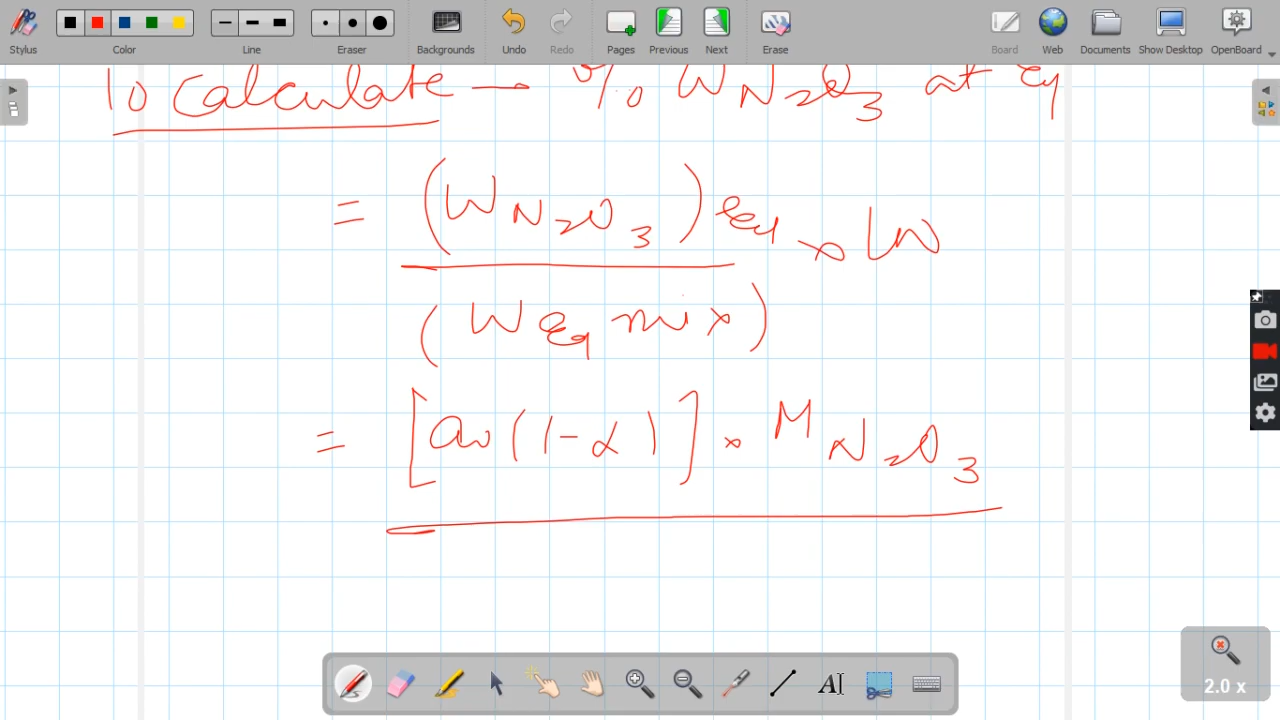 Stylus Color Line Eraser Backgrounds Undo Redo Pages Previous Next Erase Board Web Documents Show Desktop OpenBoard
To calculate → % W N2O3 at eq
= (W N2O3) eq × 100
(W eq mix)
= [a0(1-α)] × M N2O3
2.0 x